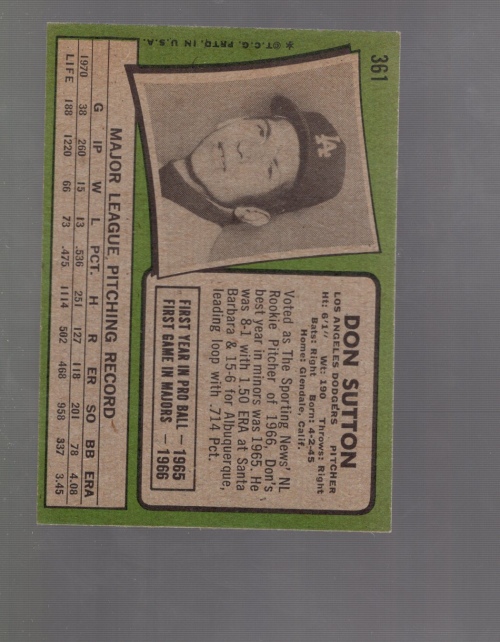 361
DON SUTTON
LOS ANGELES DODGERS PITCHER
Ht: 6'1" Wt: 190 Throws: Right
Bats: Right Born: 4-2-45
Home: Glendale, Calif.
Voted as The Sporting News' NL
Rookie Pitcher of 1966, Don's
best year in minors was 1965. He
was 8-1 with 1.50 ERA at Santa
Barbara & 15-6 for Albuquerque,
leading loop with .714 Pct.
FIRST YEAR IN PRO BALL — 1965
FIRST GAME IN MAJORS — 1966
LA
MAJOR LEAGUE PITCHING RECORD
G IP W L PCT. H R ER SO BB ERA
1970 38 260 15 13 .536 251 127 118 201 78 4.08
LIFE 188 1220 66 73 .475 1114 502 468 958 337 3.45
* © T.C.G. PRTD. IN U.S.A.